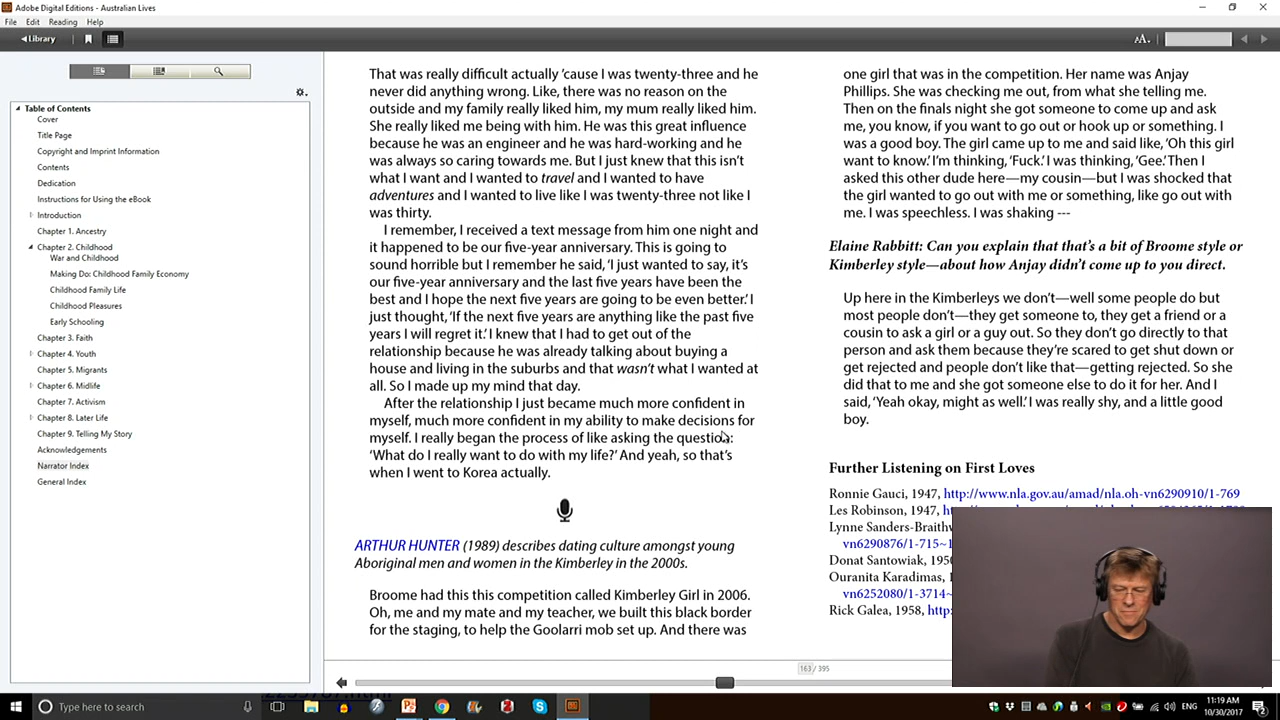 Adobe Digital Editions - Australian Lives
File Edit Reading Help
Library
Table of Contents
Cover
Title Page
Copyright and Imprint Information
Contents
Dedication
Instructions for Using the eBook
Introduction
Chapter 1. Ancestry
Chapter 2. Childhood
War and Childhood
Making Do: Childhood Family Economy
Childhood Family Life
Childhood Pleasures
Early Schooling
Chapter 3. Faith
Chapter 4. Youth
Chapter 5. Migrants
Chapter 6. Midlife
Chapter 7. Activism
Chapter 8. Later Life
Chapter 9. Telling My Story
Acknowledgements
Narrator Index
General Index
That was really difficult actually ’cause I was twenty-three and he
never did anything wrong. Like, there was no reason on the
outside and my family really liked him, my mum really liked him.
She really liked me being with him. He was this great influence
because he was an engineer and he was hard-working and he
was always so caring towards me. But I just knew that this isn’t
what I want and I wanted to travel and I wanted to have
adventures and I wanted to live like I was twenty-three not like I
was thirty.
I remember, I received a text message from him one night and
it happened to be our five-year anniversary. This is going to
sound horrible but I remember he said, ‘I just wanted to say, it’s
our five-year anniversary and the last five years have been the
best and I hope the next five years are going to be even better.’ I
just thought, ‘If the next five years are anything like the past five
years I will regret it.’ I knew that I had to get out of the
relationship because he was already talking about buying a
house and living in the suburbs and that wasn’t what I wanted at
all. So I made up my mind that day.
After the relationship I just became much more confident in
myself, much more confident in my ability to make decisions for
myself. I really began the process of like asking the question:
‘What do I really want to do with my life?’ And yeah, so that’s
when I went to Korea actually.
ARTHUR HUNTER (1989) describes dating culture amongst young
Aboriginal men and women in the Kimberley in the 2000s.
Broome had this this competition called Kimberley Girl in 2006.
Oh, me and my mate and my teacher, we built this black border
for the staging, to help the Goolarri mob set up. And there was
one girl that was in the competition. Her name was Anjay
Phillips. She was checking me out, from what she telling me.
Then on the finals night she got someone to come up and ask
me, you know, if you want to go out or hook up or something. I
was a good boy. The girl came up to me and said like, ‘Oh this girl
want to know.’ I’m thinking, ‘Fuck.’ I was thinking, ‘Gee.’ Then I
asked this other dude here—my cousin—but I was shocked that
the girl wanted to go out with me or something, like go out with
me. I was speechless. I was shaking ---
Elaine Rabbitt: Can you explain that that’s a bit of Broome style or
Kimberley style—about how Anjay didn’t come up to you direct.
Up here in the Kimberleys we don’t—well some people do but
most people don’t—they get someone to, they get a friend or a
cousin to ask a girl or a guy out. So they don’t go directly to that
person and ask them because they’re scared to get shut down or
get rejected and people don’t like that—getting rejected. So she
did that to me and she got someone else to do it for her. And I
said, ‘Yeah okay, might as well.’ I was really shy, and a little good
boy.
Further Listening on First Loves
Ronnie Gauci, 1947, http://www.nla.gov.au/amad/nla.oh-vn6290910/1-769
Les Robinson, 1947,
Lynne Sanders-Braithw
vn6290876/1-715~1
Donat Santowiak, 195
Ouranita Karadimas, 1
vn6252080/1-3714~
Rick Galea, 1958, http:
163 / 395
Type here to search
ENG
11:19 AM
10/30/2017